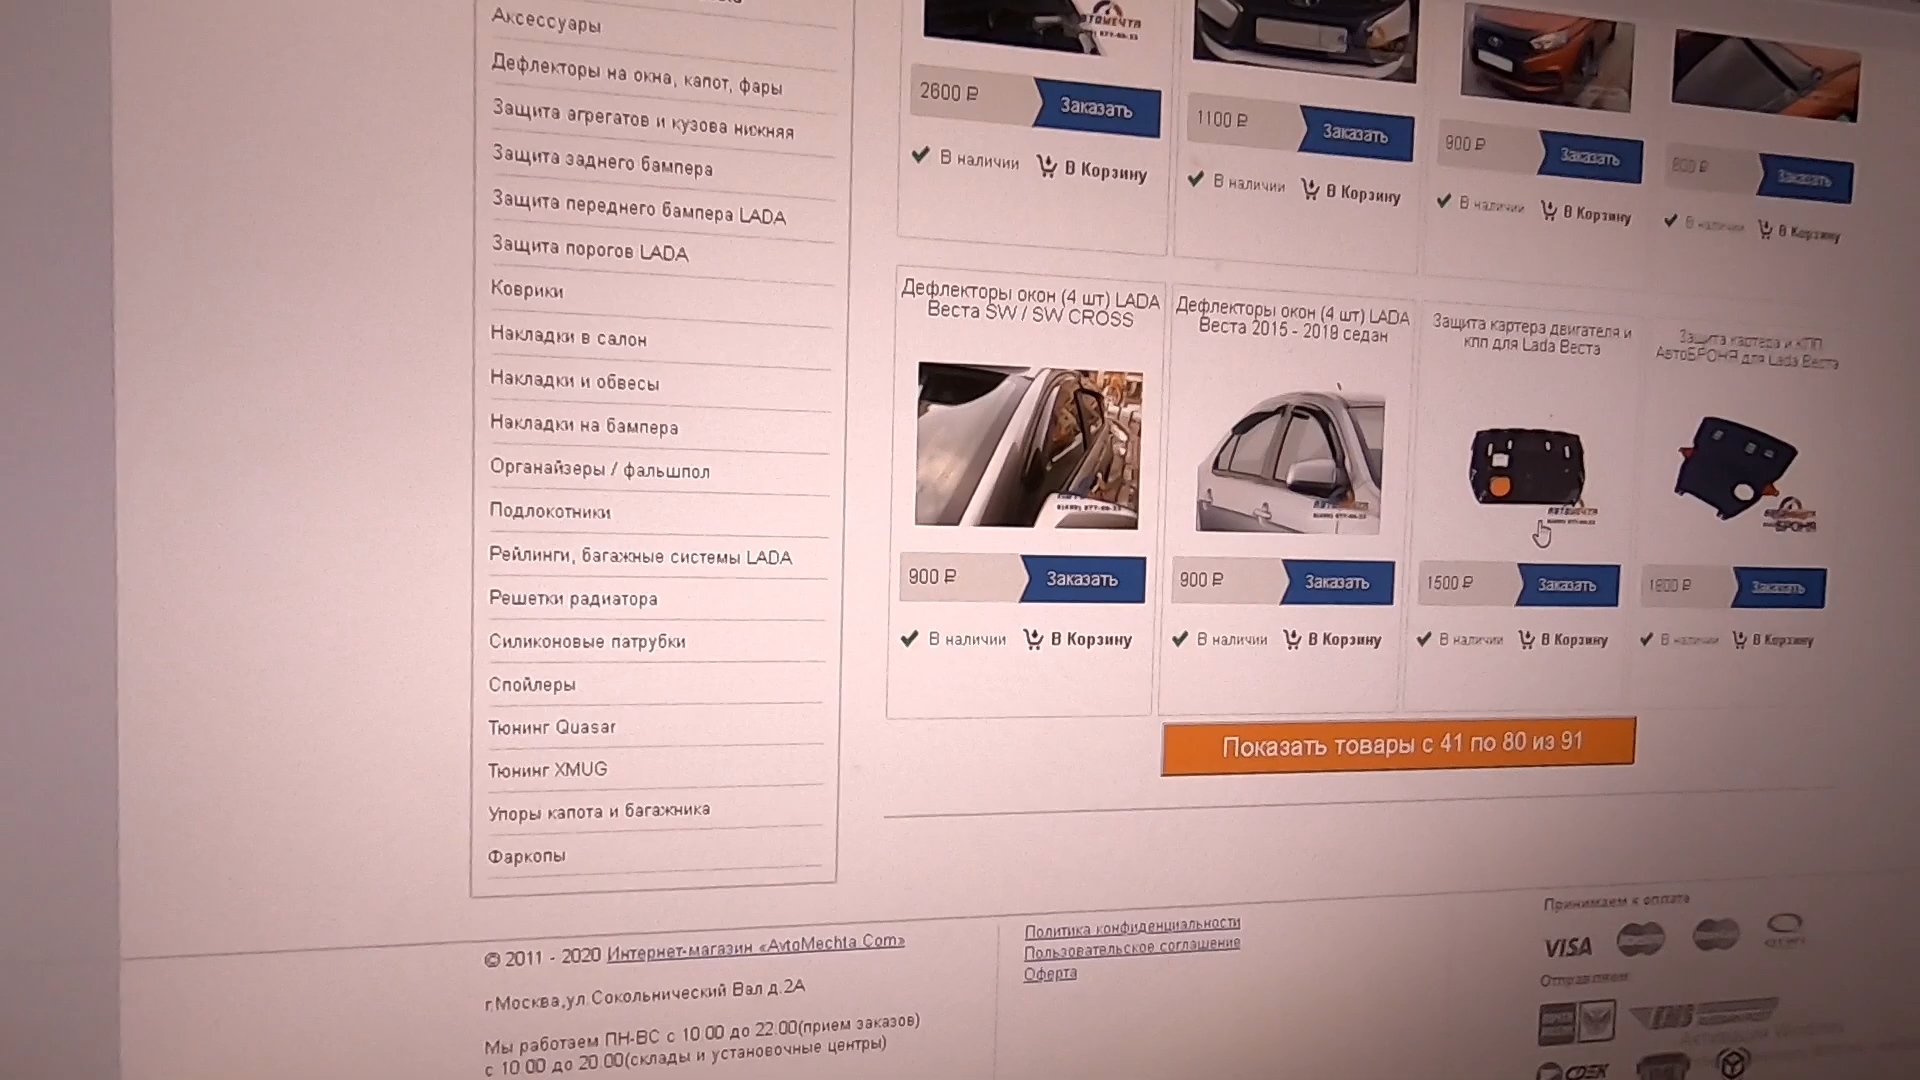 Аксессуары
Дефлекторы на окна, капот, фары
Защита агрегатов и кузова нижняя
Защита заднего бампера
Защита переднего бампера LADA
Защита порогов LADA
Коврики
Накладки в салон
Накладки и обвесы
Накладки на бампера
Органайзеры / фальшпол
Подлокотники
Рейлинги, багажные системы LADA
Решетки радиатора
Силиконовые патрубки
Спойлеры
Тюнинг Quasar
Тюнинг XMUG
Упоры капота и багажника
Фаркопы
2600 ₽ Заказать
В наличии В Корзину
1100 ₽ Заказать
В наличии В Корзину
900 ₽ Заказать
В наличии В Корзину
Заказать
В наличии В Корзину
Дефлекторы окон (4 шт) LADA
Веста SW / SW CROSS
900 ₽ Заказать
В наличии В Корзину
Дефлекторы окон (4 шт) LADA
Веста 2015 - 2018 седан
900 ₽ Заказать
В наличии В Корзину
Защита картера двигателя и
кпп для Lada Веста
АВТОМЕЧТА
1500 ₽ Заказать
В наличии В Корзину
Защита картера и КПП
АвтоБРОНЯ для Lada Веста
БРОНЯ
1800 ₽ Заказать
В наличии В Корзину
Показать товары с 41 по 80 из 91
© 2011 - 2020 Интернет-магазин «AvtoMechta.Com»
г.Москва,ул.Сокольнический Вал д.2А
Мы работаем ПН-ВС с 10.00 до 22.00(прием заказов)
с 10.00 до 20.00(склады и установочные центры)
Политика конфиденциальности
Пользовательское соглашение
Оферта
Принимаем к оплате
VISA
Отправляем
EMS
CDEK